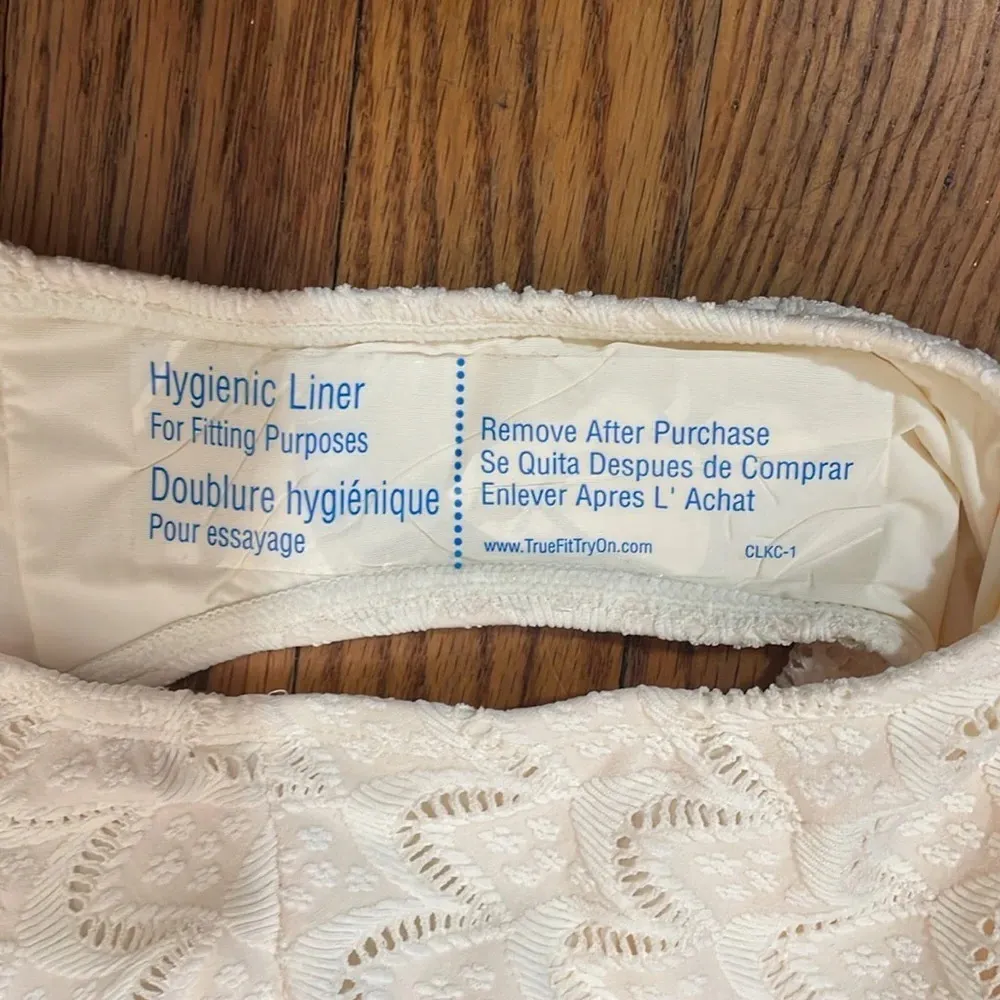 Hygienic Liner
For Fitting Purposes
Doublure hygiénique
Pour essayage
Remove After Purchase
Se Quita Despues de Comprar
Enlever Apres L' Achat
www.TrueFitTryOn.com
CLKC-1